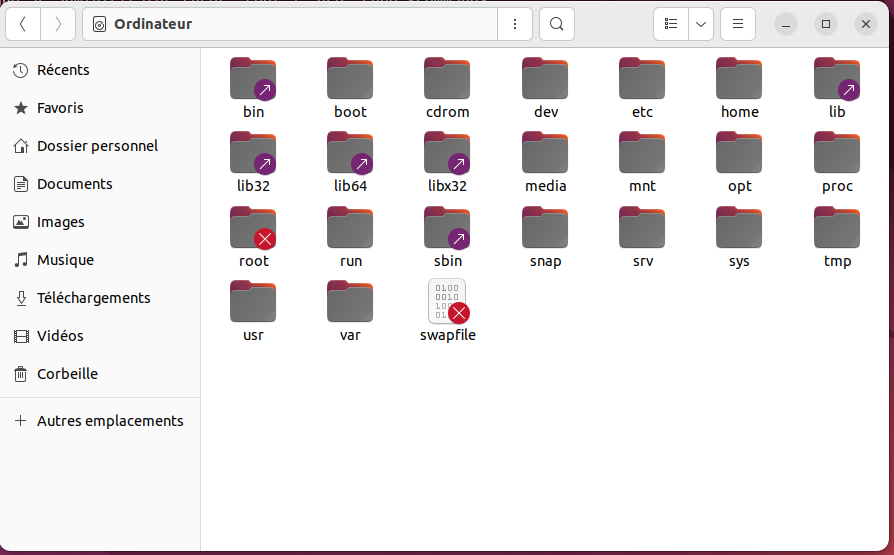 Ordinateur
Récents
Favoris
Dossier personnel
Documents
Images
Musique
Téléchargements
Vidéos
Corbeille
Autres emplacements
bin boot cdrom dev etc home lib
lib32 lib64 libx32 media mnt opt proc
root run sbin snap srv sys tmp
usr var swapfile